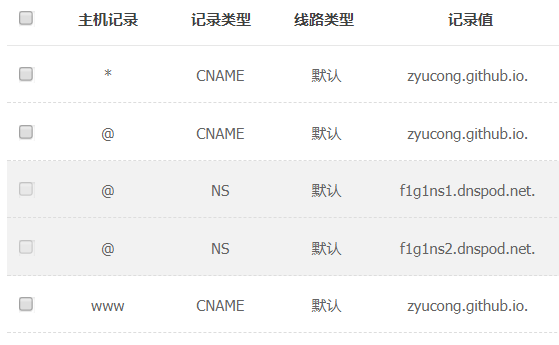 主机记录 记录类型 线路类型 记录值
* CNAME 默认 zyucong.github.io.
@ CNAME 默认 zyucong.github.io.
@ NS 默认 f1g1ns1.dnspod.net.
@ NS 默认 f1g1ns2.dnspod.net.
www CNAME 默认 zyucong.github.io.